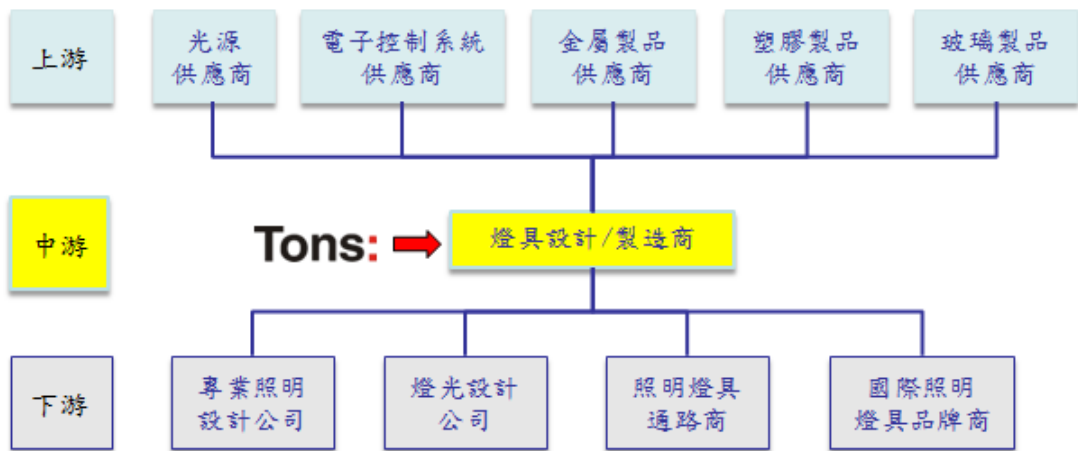 上游
光源
供應商
電子控制系統
供應商
金屬製品
供應商
塑膠製品
供應商
玻璃製品
供應商
中游
Tons:
燈具設計/製造商
下游
專業照明
設計公司
燈光設計
公司
照明燈具
通路商
國際照明
燈具品牌商